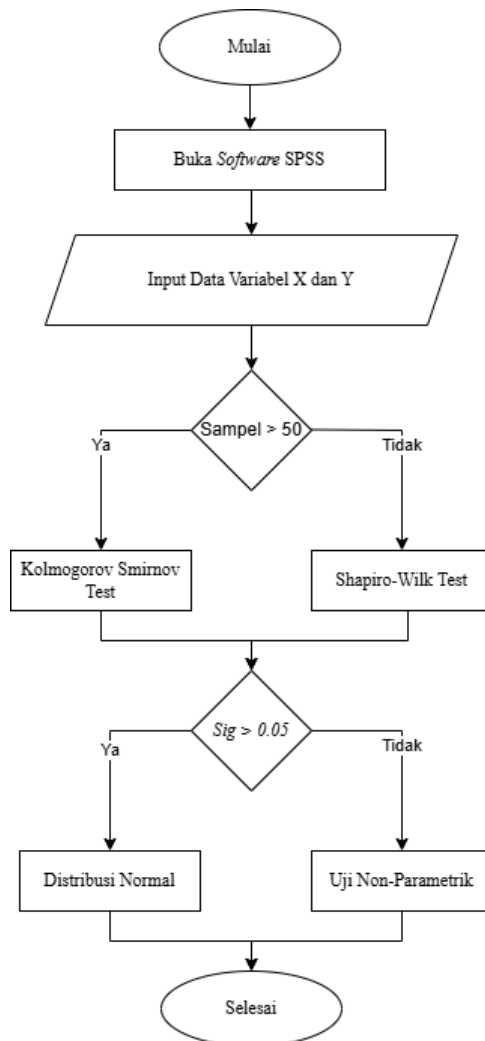 Mulai
Buka Software SPSS
Input Data Variabel X dan Y
Sampel > 50
Ya
Tidak
Kolmogorov Smirnov
Test
Shapiro-Wilk Test
Sig > 0.05
Ya
Tidak
Distribusi Normal
Uji Non-Parametrik
Selesai